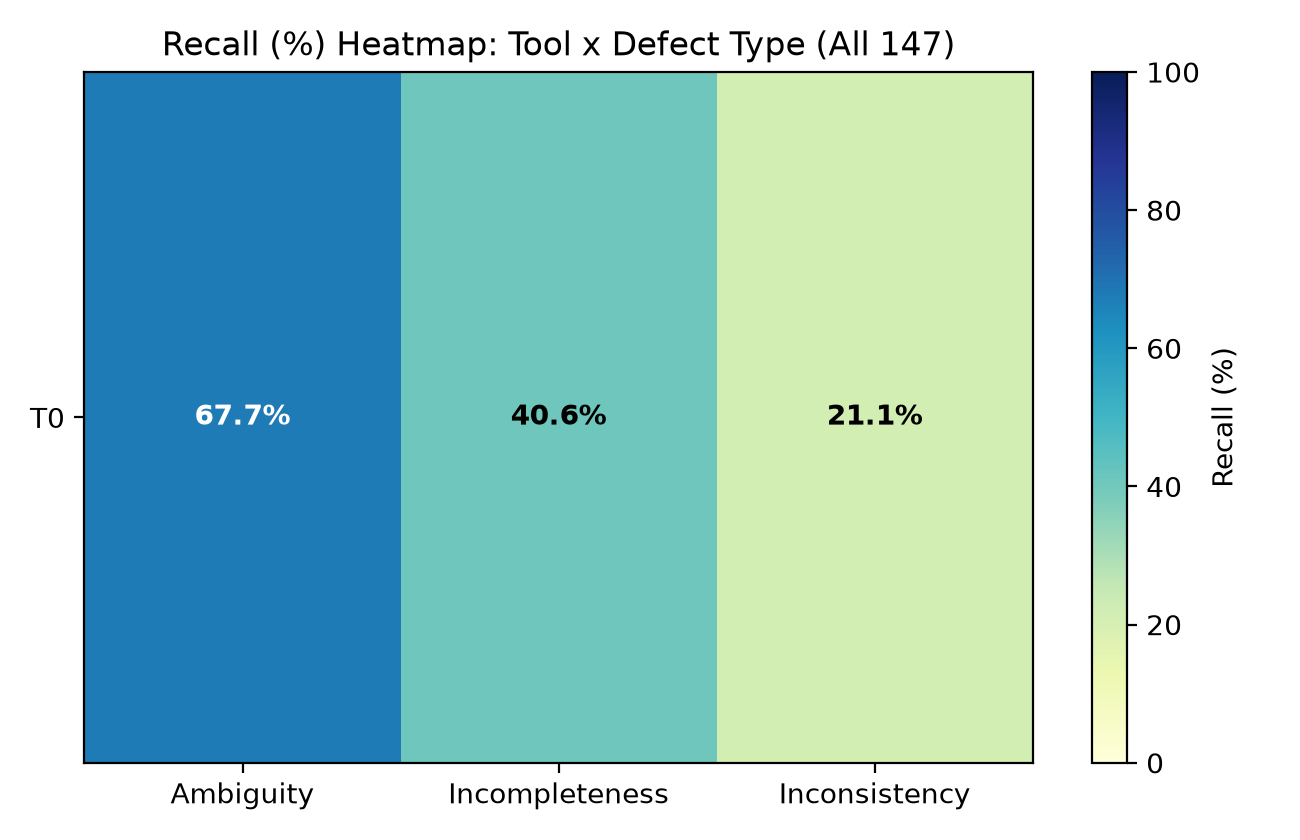 Recall (%) Heatmap: Tool x Defect Type (All 147)
T0
67.7%
40.6%
21.1%
Ambiguity
Incompleteness
Inconsistency
100
80
60
40
20
0
Recall (%)